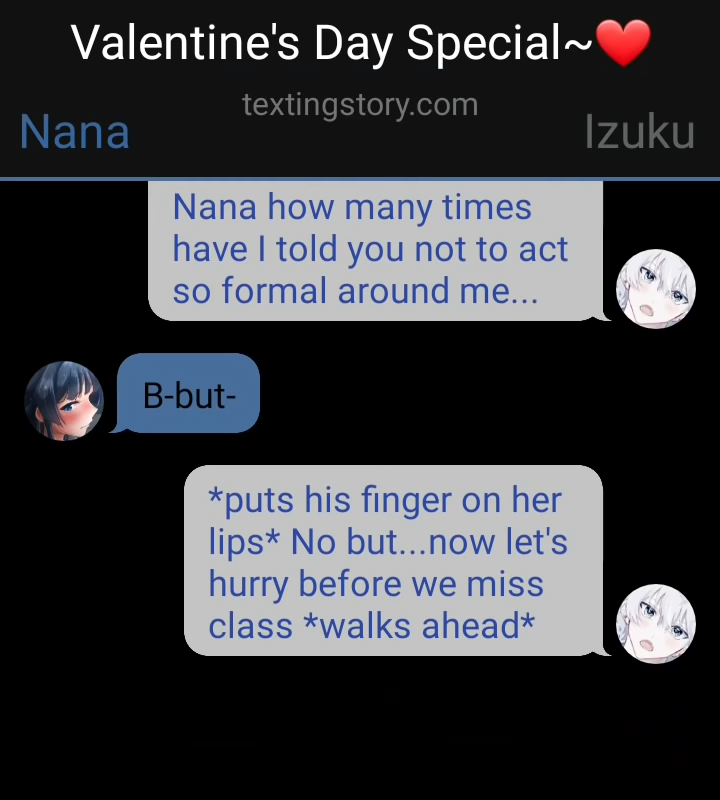 Valentine's Day Special~❤️
textingstory.com
Nana
Izuku
Nana how many times
have I told you not to act
so formal around me...
B-but-
*puts his finger on her
lips* No but...now let's
hurry before we miss
class *walks ahead*